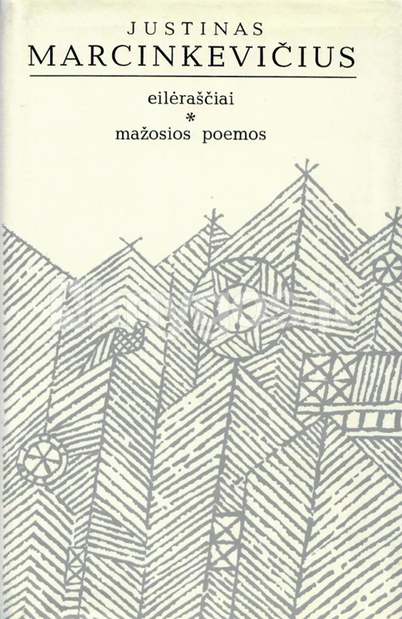 JUSTINAS
MARCINKEVIČIUS
eilėraščiai
*
mažosios poemos